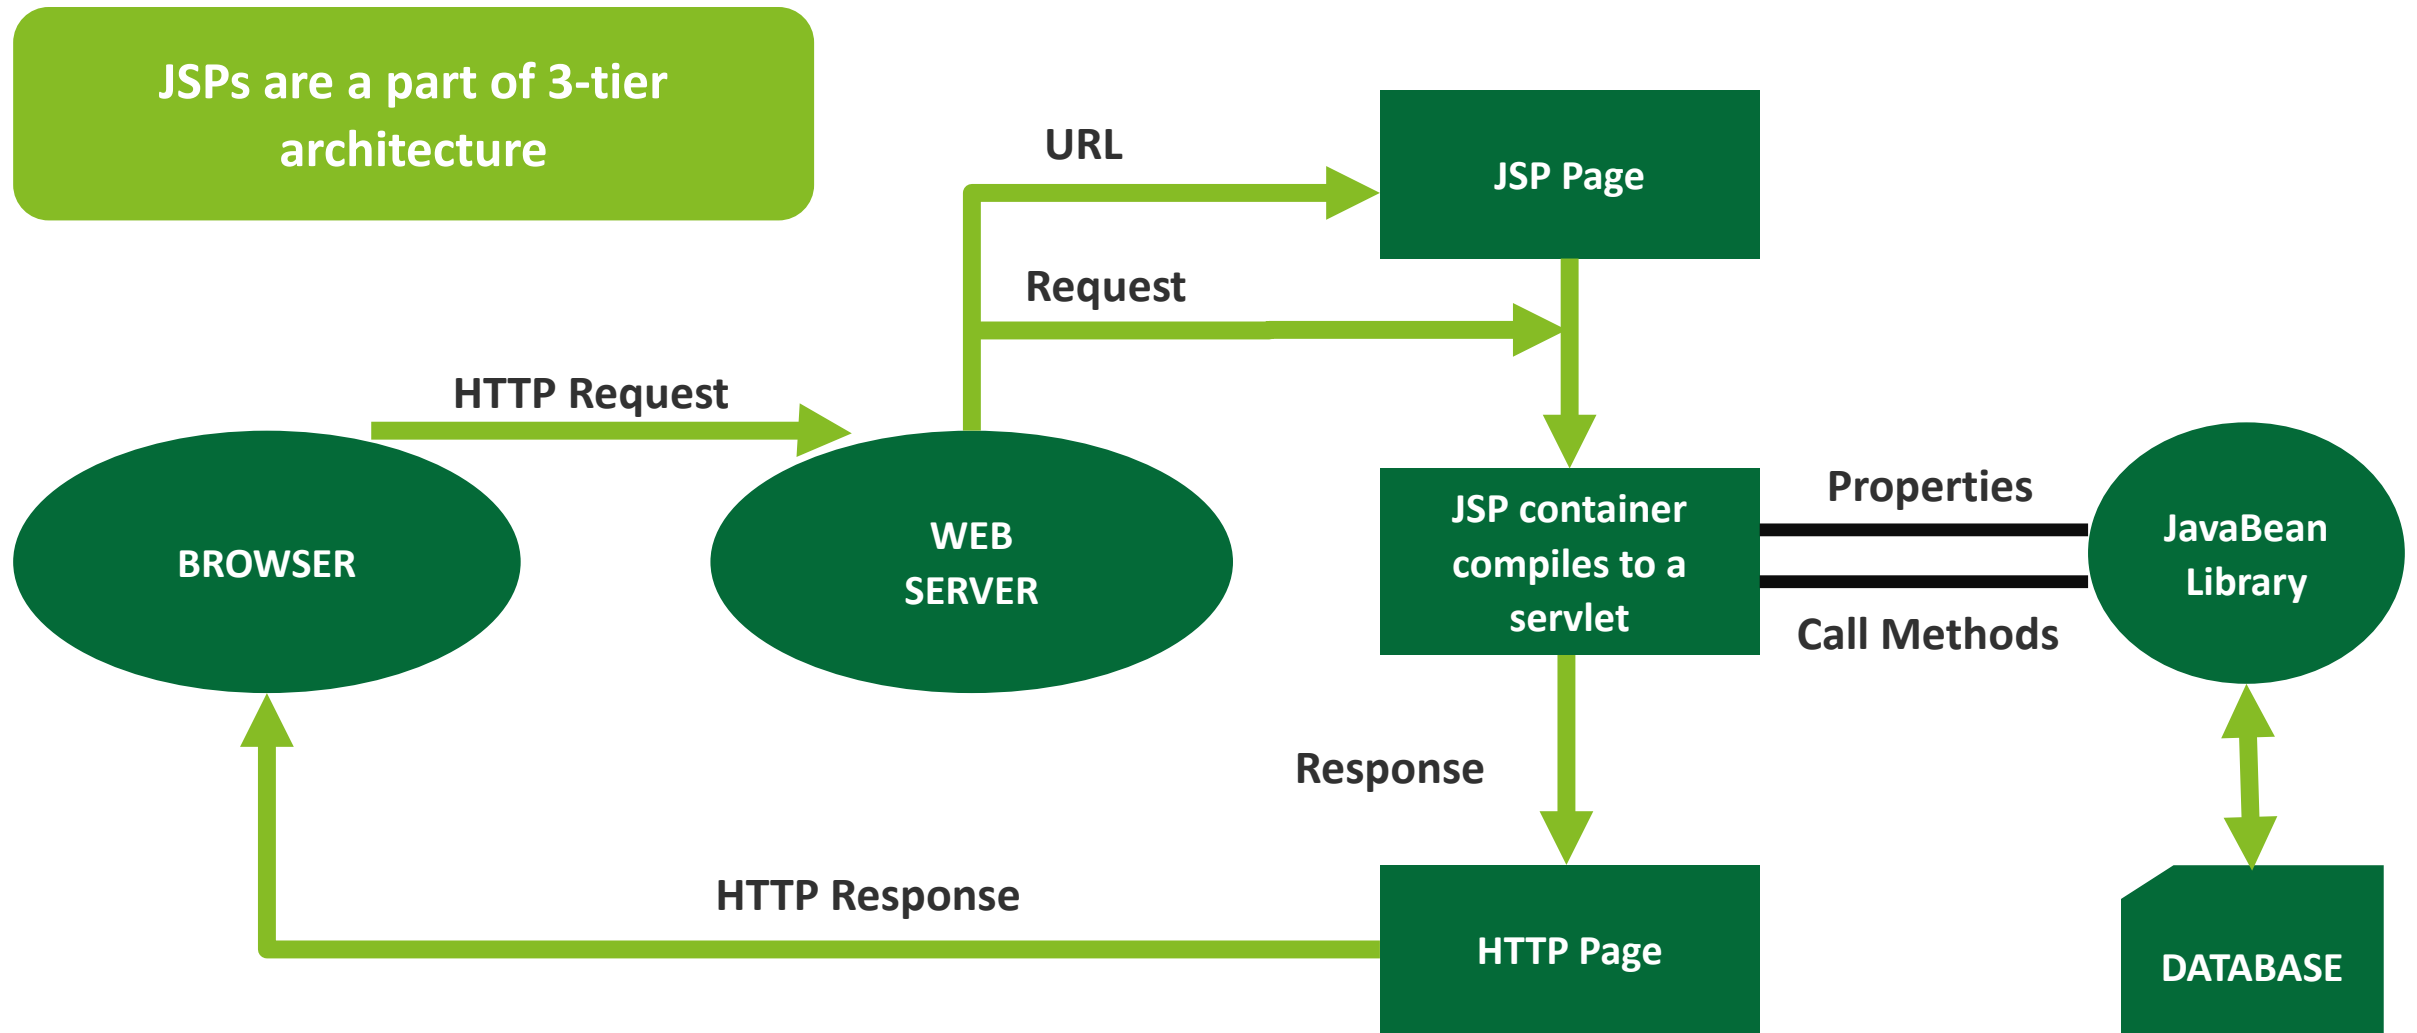 JSPs are a part of 3-tier
architecture
URL
JSP Page
Request
HTTP Request
BROWSER
WEB
SERVER
JSP container
compiles to a
servlet
Properties
Call Methods
JavaBean
Library
Response
HTTP Response
HTTP Page
DATABASE